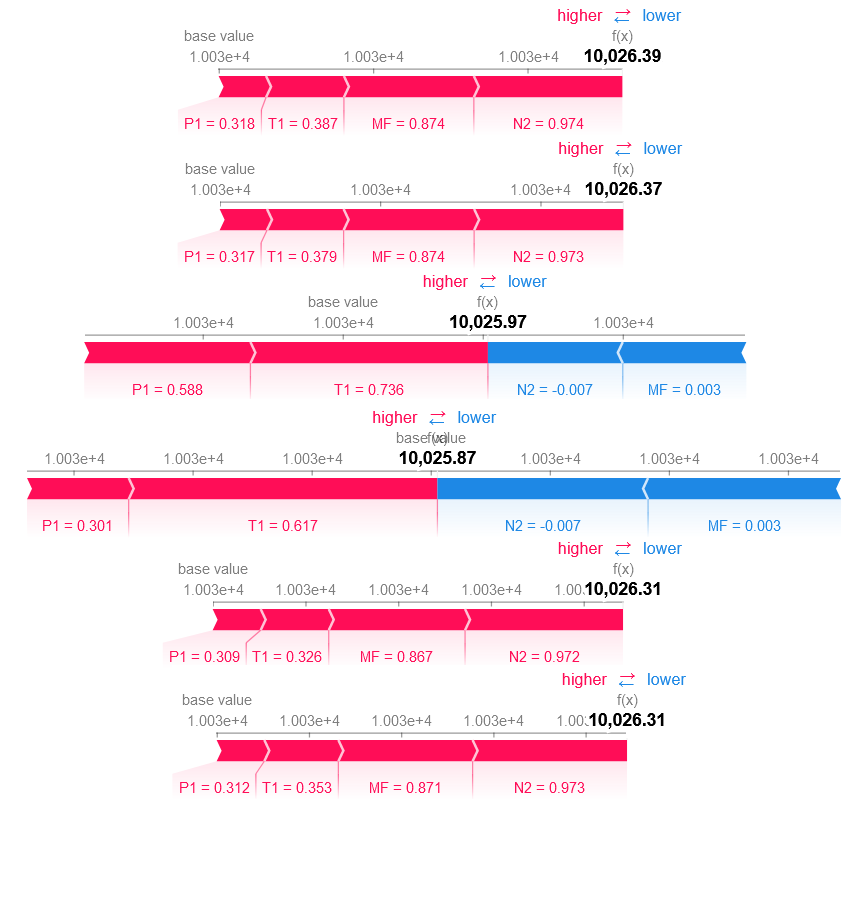 higher lower
base value f(x)
1.003e+4 1.003e+4 1.003e+4 10,026.39
P1 = 0.318 T1 = 0.387 MF = 0.874 N2 = 0.974
higher lower
base value f(x)
1.003e+4 1.003e+4 1.003e+4 10,026.37
P1 = 0.317 T1 = 0.379 MF = 0.874 N2 = 0.973
higher lower
base value f(x)
1.003e+4 1.003e+4 10,025.97 1.003e+4
P1 = 0.588 T1 = 0.736 N2 = -0.007 MF = 0.003
higher lower
base value f(x)
1.003e+4 1.003e+4 1.003e+4 10,025.87 1.003e+4 1.003e+4 1.003e+4
P1 = 0.301 T1 = 0.617 N2 = -0.007 MF = 0.003
higher lower
base value f(x)
1.003e+4 1.003e+4 1.003e+4 1.003e+4 1.00 10,026.31
P1 = 0.309 T1 = 0.326 MF = 0.867 N2 = 0.972
higher lower
base value f(x)
1.003e+4 1.003e+4 1.003e+4 1.003e+4 1.003 10,026.31
P1 = 0.312 T1 = 0.353 MF = 0.871 N2 = 0.973